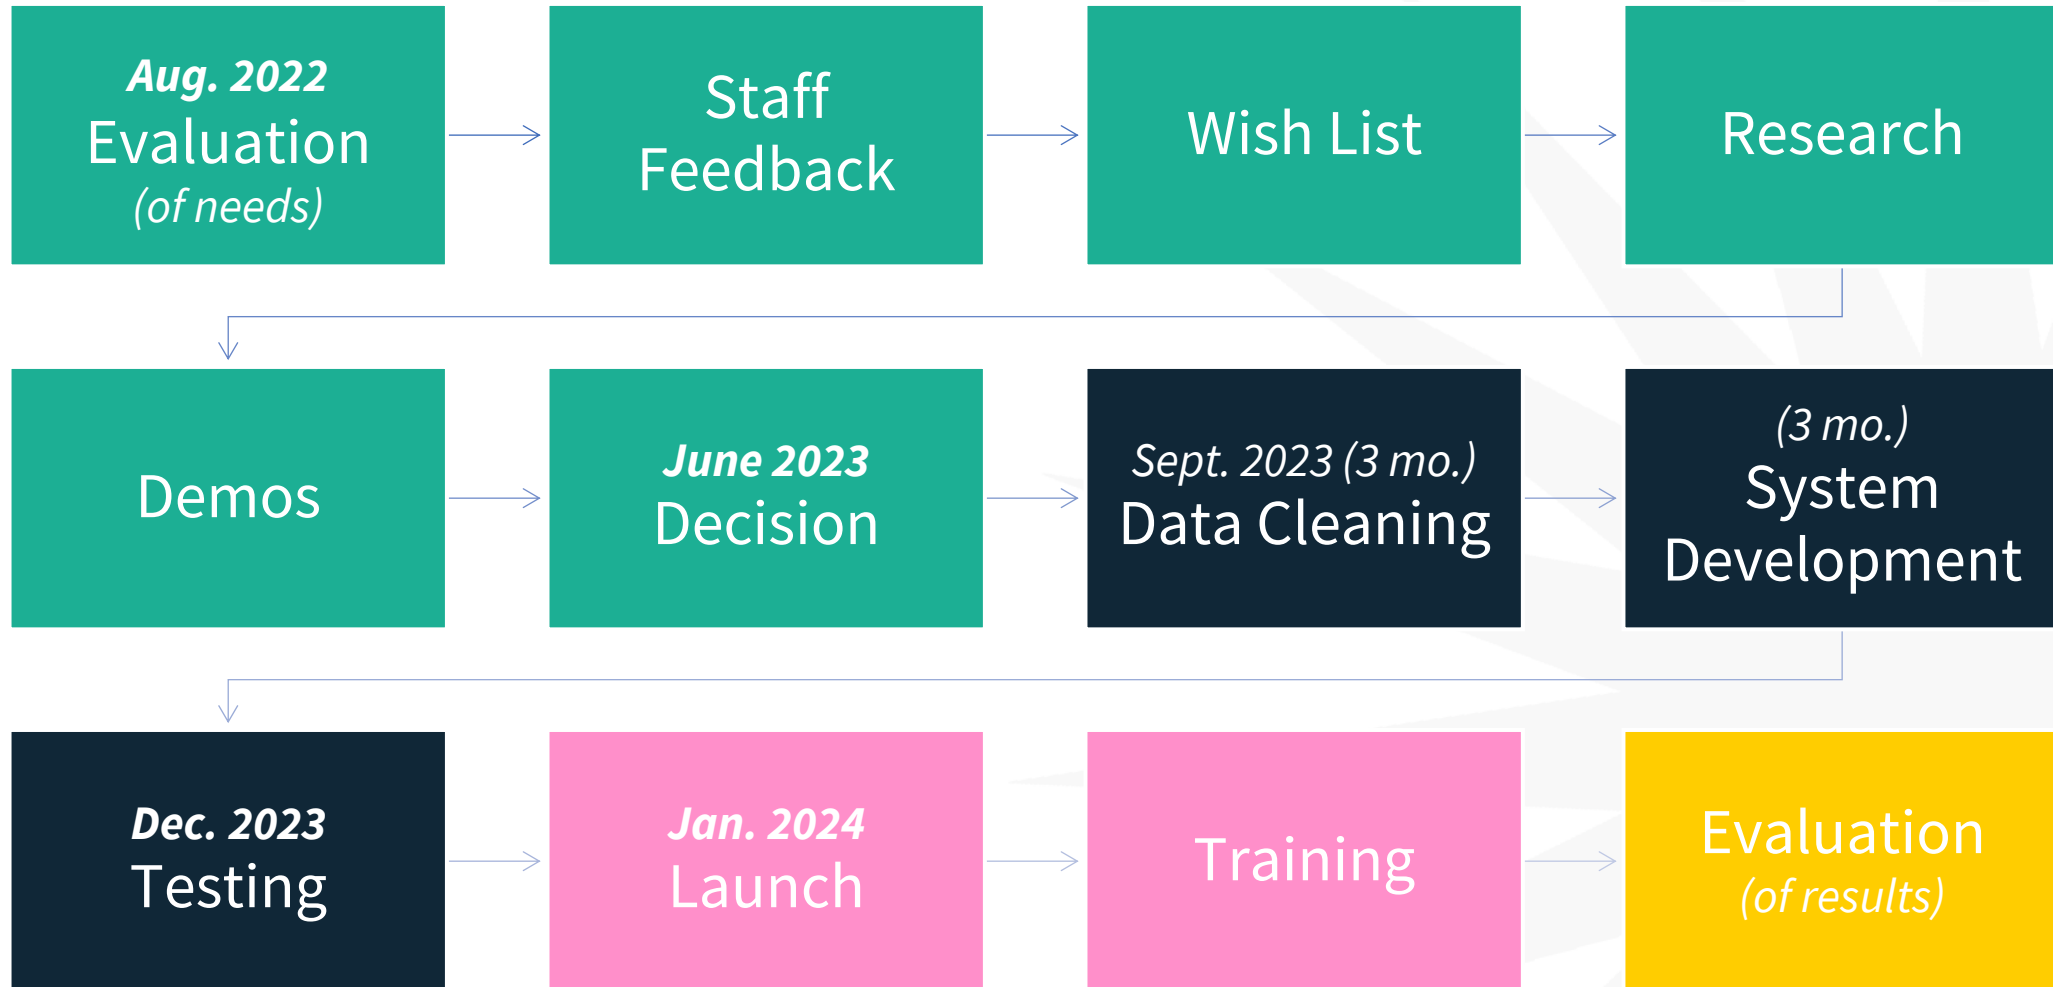 Aug. 2022
Evaluation
(of needs)
Staff
Feedback
Wish List
Research
Demos
June 2023
Decision
Sept. 2023 (3 mo.)
Data Cleaning
(3 mo.)
System
Development
Dec. 2023
Testing
Jan. 2024
Launch
Training
Evaluation
(of results)